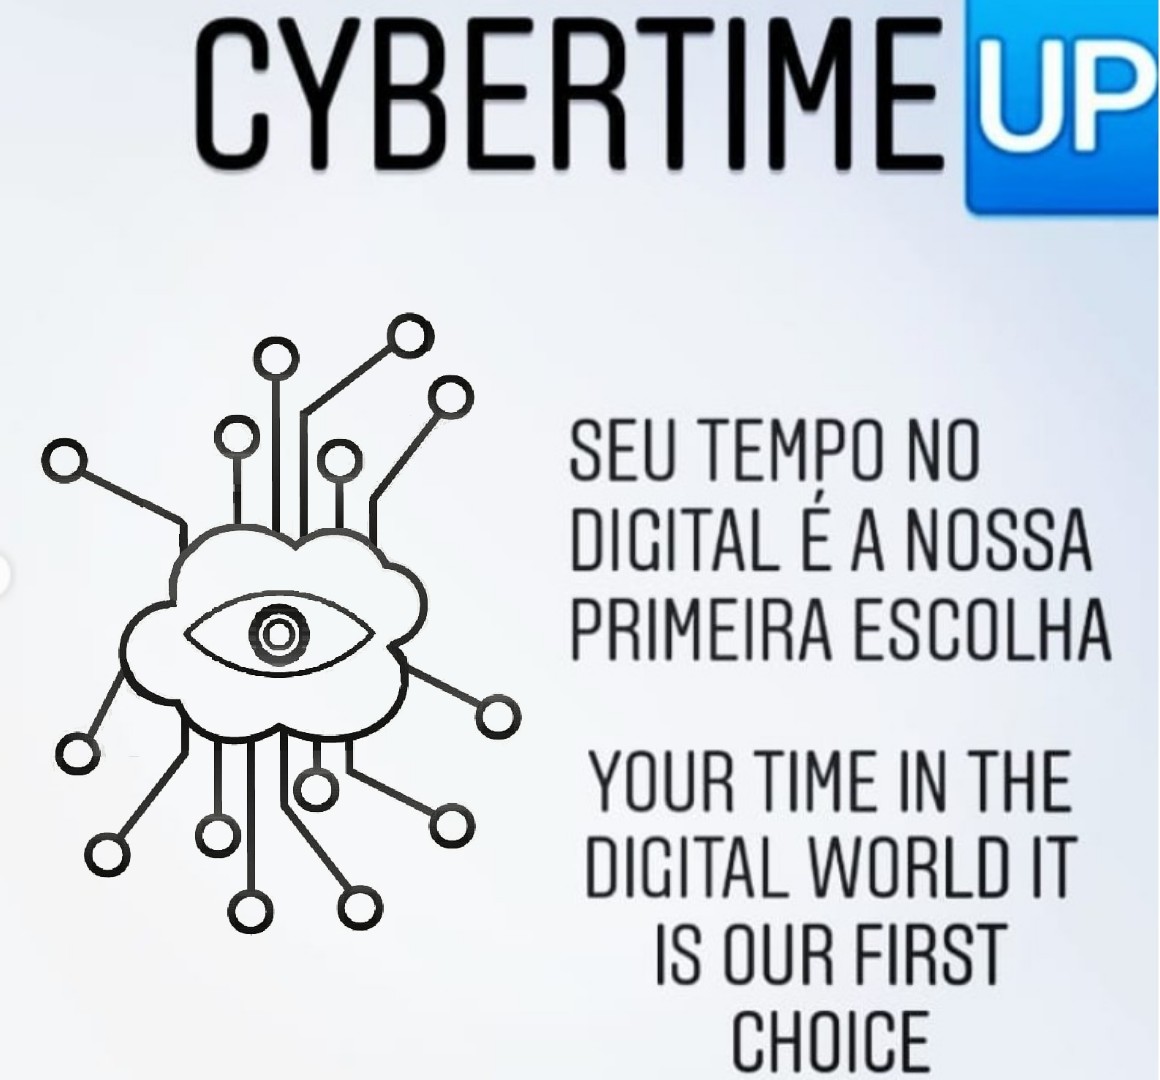 CYBERTIME UP
SEU TEMPO NO
DIGITAL É A NOSSA
PRIMEIRA ESCOLHA
YOUR TIME IN THE
DIGITAL WORLD IT
IS OUR FIRST
CHOICE